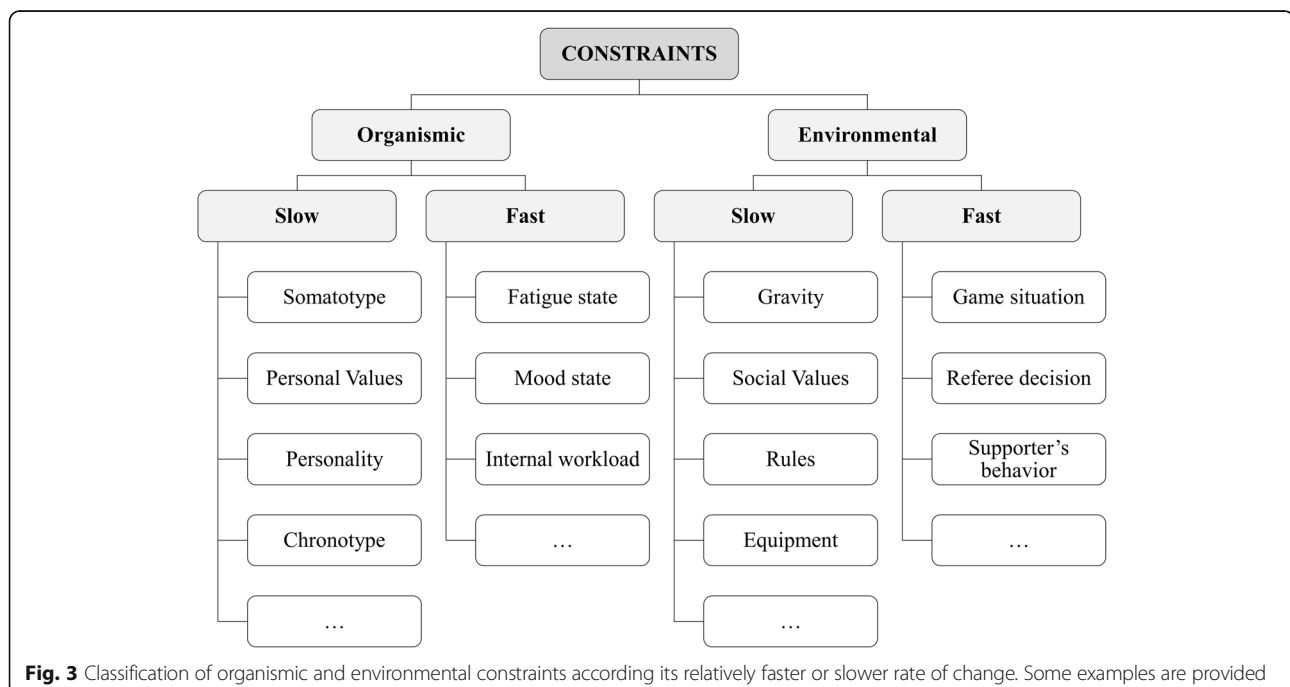 CONSTRAINTS
Organismic
Environmental
Slow
Fast
Slow
Fast
Somatotype
Fatigue state
Gravity
Game situation
Personal Values
Mood state
Social Values
Referee decision
Personality
Internal workload
Rules
Supporter’s
behavior
Chronotype
…
Equipment
…
…
…
Fig. 3 Classification of organismic and environmental constraints according its relatively faster or slower rate of change. Some examples are provided